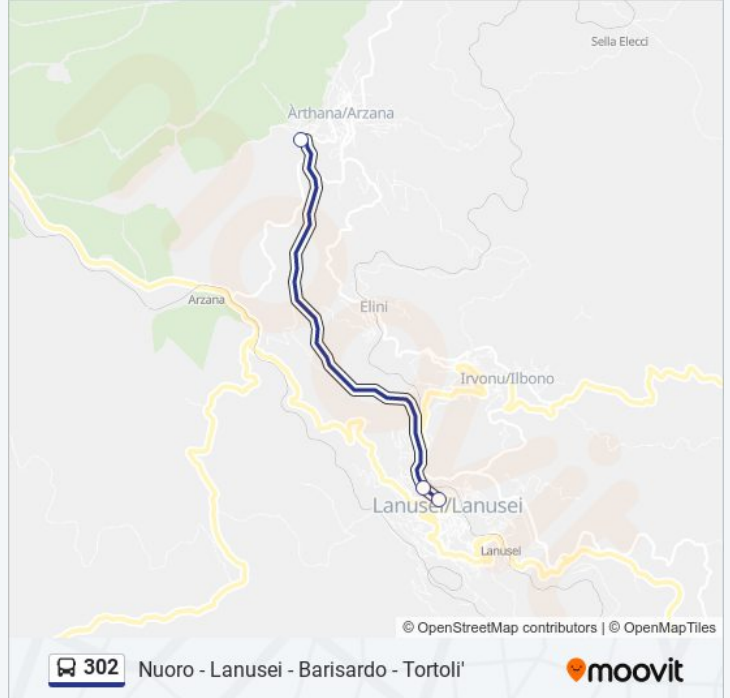 Sella Elecci
Àrthana/Arzana
Arzana
Elini
Irvonu/Ilbono
Lanusei/Lanusei
Lanusei
© OpenStreetMap contributors | © OpenMapTiles
302 Nuoro - Lanusei - Barisardo - Tortoli' moovit